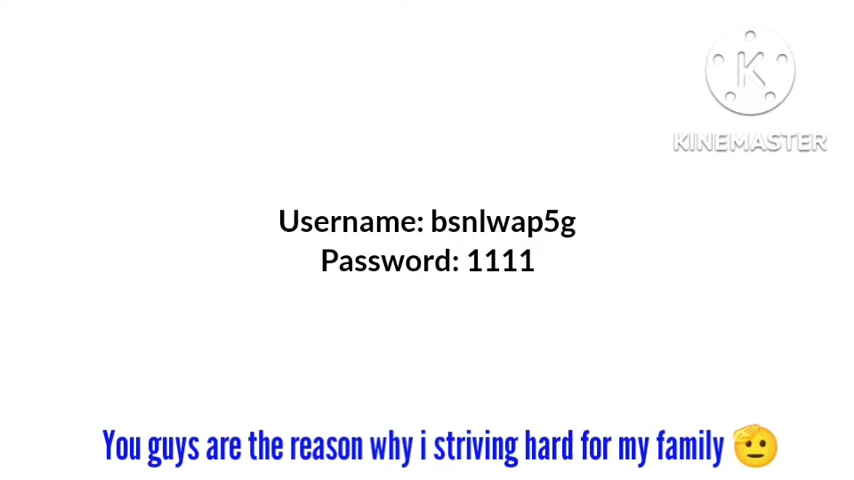 KINEMASTER
Username: bsnlwap5g
Password: 1111
You guys are the reason why i striving hard for my family 🫡